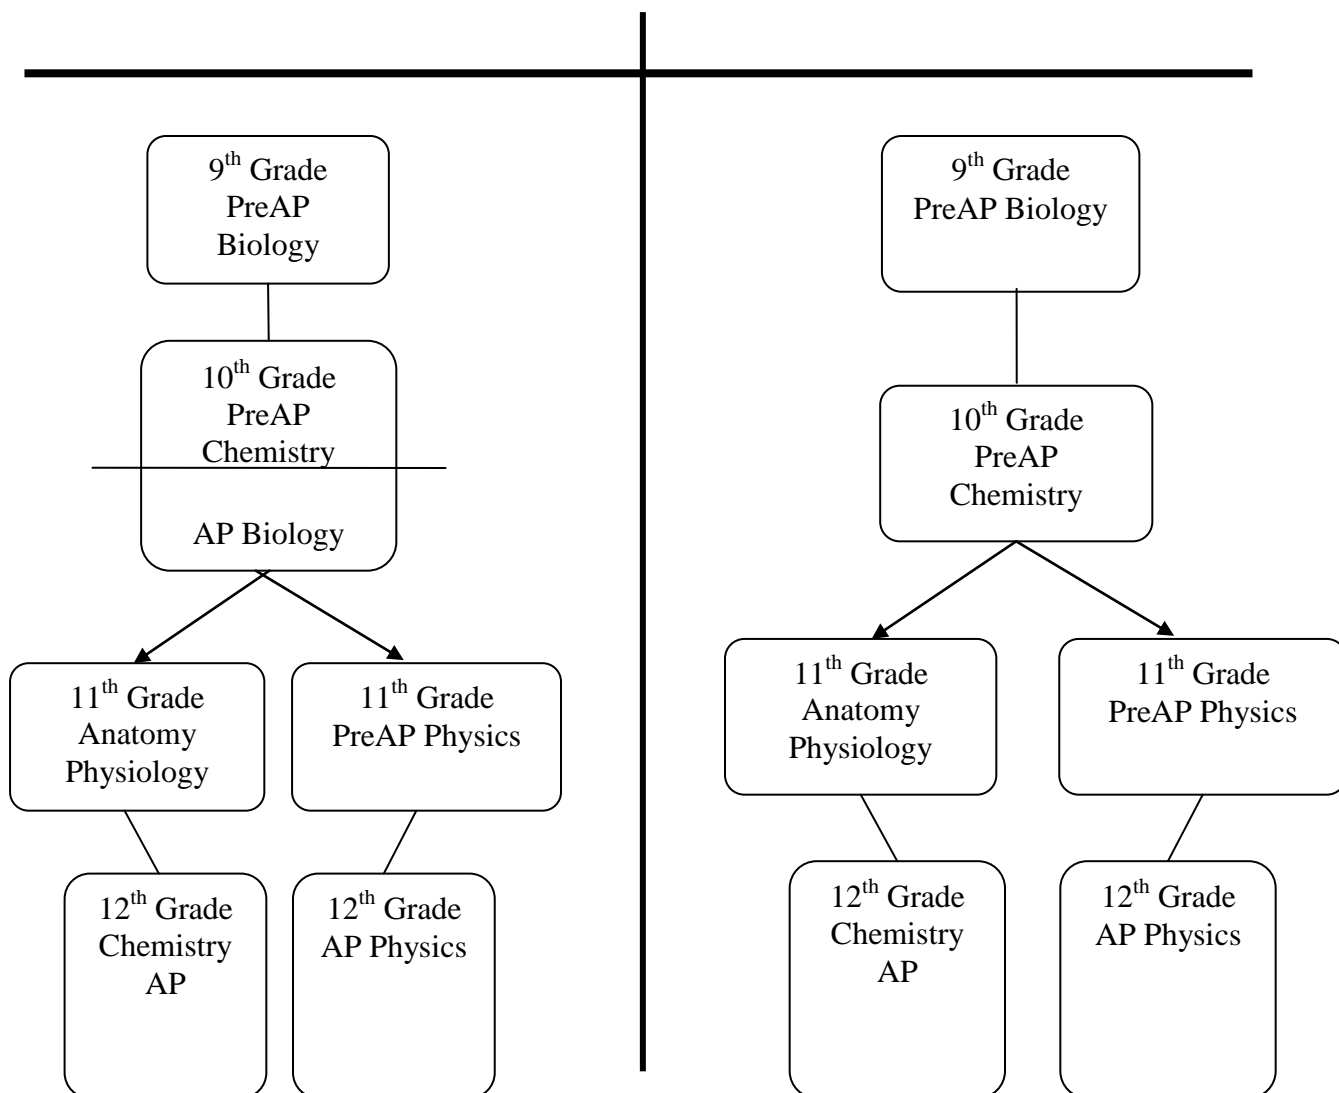 9th Grade
PreAP
Biology
10th Grade
PreAP
Chemistry
AP Biology
11th Grade
Anatomy
Physiology
11th Grade
PreAP Physics
12th Grade
Chemistry
AP
12th Grade
AP Physics
9th Grade
PreAP Biology
10th Grade
PreAP
Chemistry
11th Grade
Anatomy
Physiology
11th Grade
PreAP Physics
12th Grade
Chemistry
AP
12th Grade
AP Physics